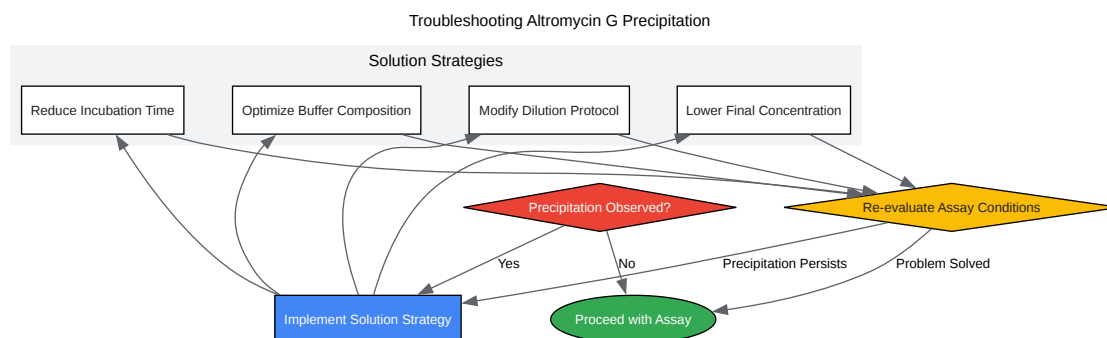 Troubleshooting Altromycin G Precipitation
Solution Strategies
Reduce Incubation Time
Optimize Buffer Composition
Modify Dilution Protocol
Lower Final Concentration
Precipitation Observed?
Re-evaluate Assay Conditions
Yes
No
Precipitation Persists
Problem Solved
Implement Solution Strategy
Proceed with Assay